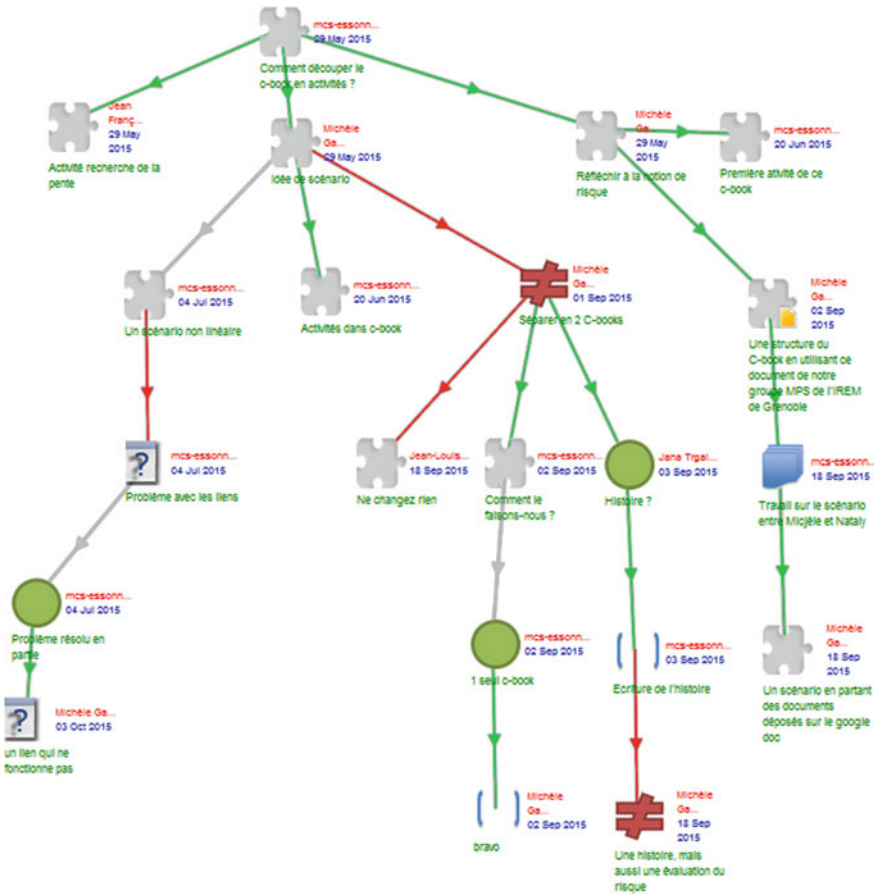 mcs-essonn...
29 May 2015
Comment découper le
c-book en activités ?
Jean
Franç...
29 May
2015
Activité recherche de la
pente
Michèle
Ga...
29 May 2015
Idée de scénario
Michèle
Ga...
29 May
2015
Réfléchir à la notion de
risque
mcs-essonn...
20 Jun 2015
Première ativité de ce
c-book
mcs-essonn...
04 Jul 2015
Un scénario non linéaire
mcs-essonn...
20 Jun 2015
Activités dans c-book
Michèle
Ga...
01 Sep 2015
Séparer en 2 C-books
Michèle
Ga...
02 Sep
2015
Une structure du
C-book en utilisant ce
document de notre
groupe MPS de l'IREM
de Grenoble
mcs-essonn...
04 Jul 2015
Problème avec les liens
Jean-Louis...
18 Sep 2015
Ne changez rien
mcs-essonn...
02 Sep 2015
Comment le
faisons-nous ?
Jana Trgal...
03 Sep 2015
Histoire ?
mcs-essonn...
18 Sep 2015
Travail sur le scénario
entre Micjèle et Nataly
mcs-essonn...
04 Jul 2015
Problème résolu en
partie
mcs-essonn...
02 Sep 2015
1 seul c-book
mcs-essonn...
03 Sep 2015
Ecriture de l'histoire
Michèle
Ga...
18 Sep
2015
Un scénario en partant
des documents
déposés sur le google
doc
Michèle Ga...
03 Oct 2015
un lien qui ne
fonctionne pas
Michèle
Ga...
02 Sep 2015
bravo
Michèle
Ga...
18 Sep
2015
Une histoire, mais
aussi une évaluation du
risque